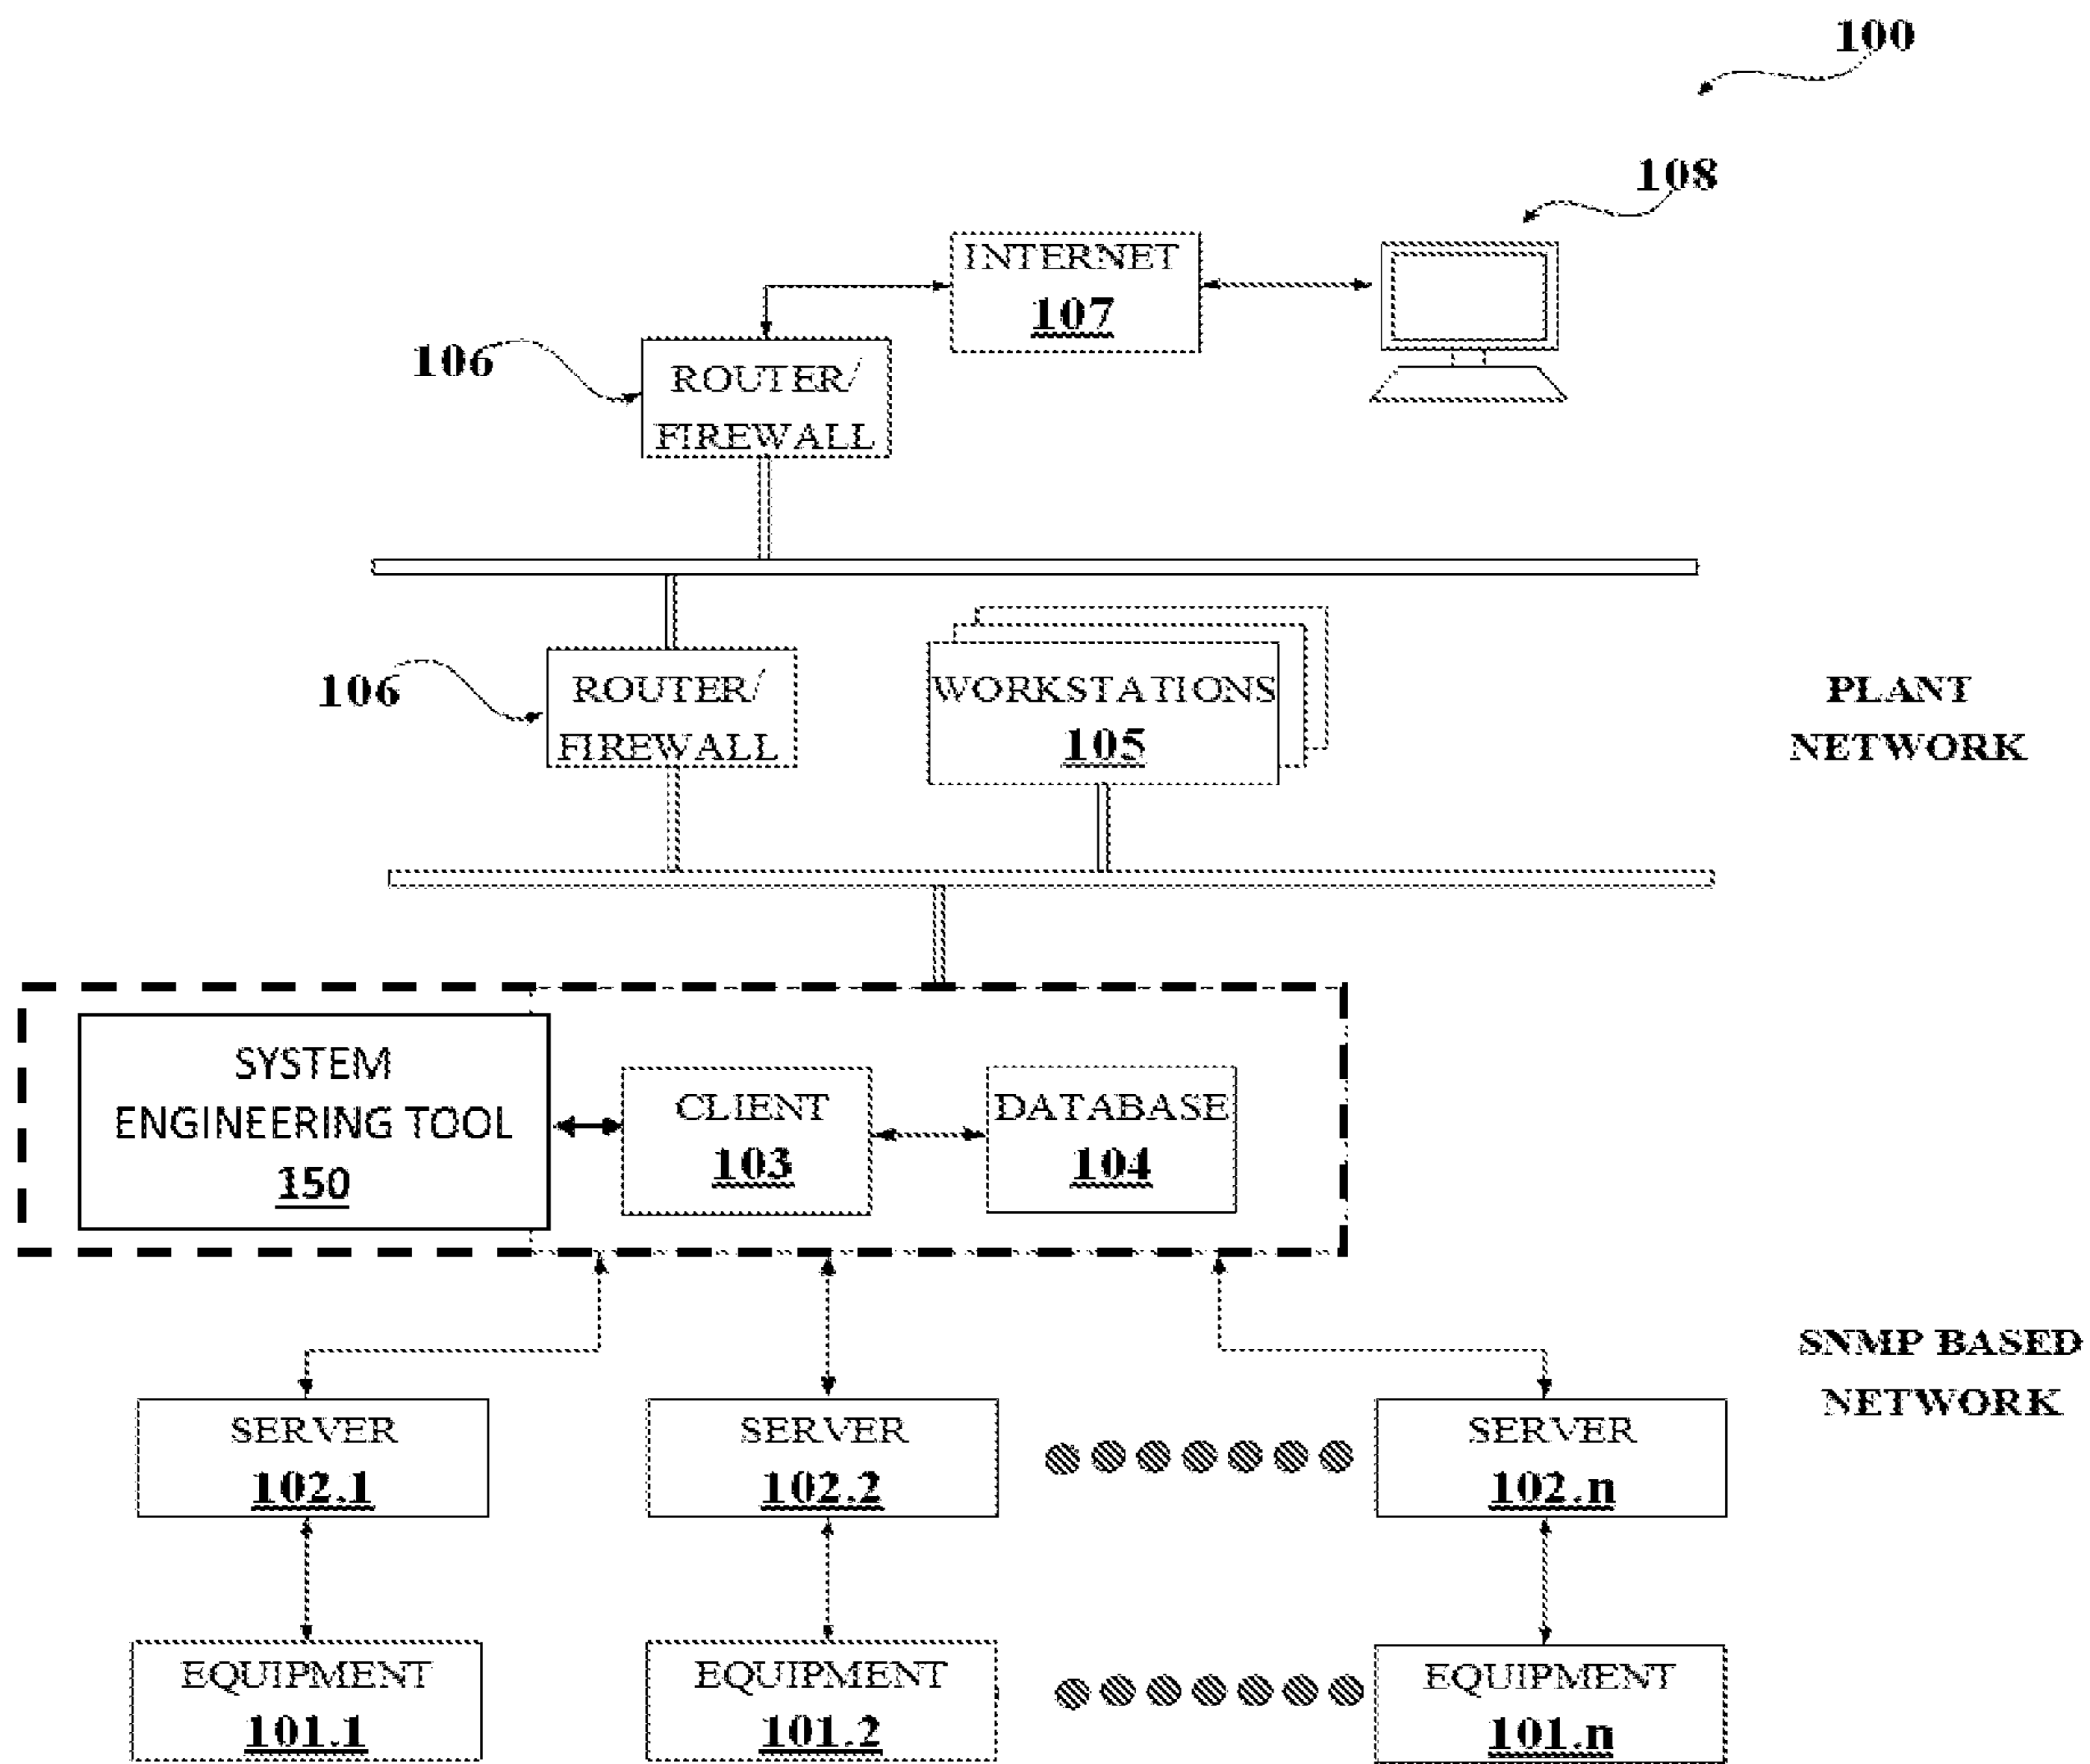 100
108
INTERNET
107
106
ROUTER/
FIREWALL
106
ROUTER/
FIREWALL
WORKSTATIONS
105
PLANT
NETWORK
SYSTEM
ENGINEERING TOOL
150
CLIENT
103
DATABASE
104
SNMP BASED
NETWORK
SERVER
102.1
SERVER
102.2
SERVER
102.n
EQUIPMENT
101.1
EQUIPMENT
101.2
EQUIPMENT
101.n